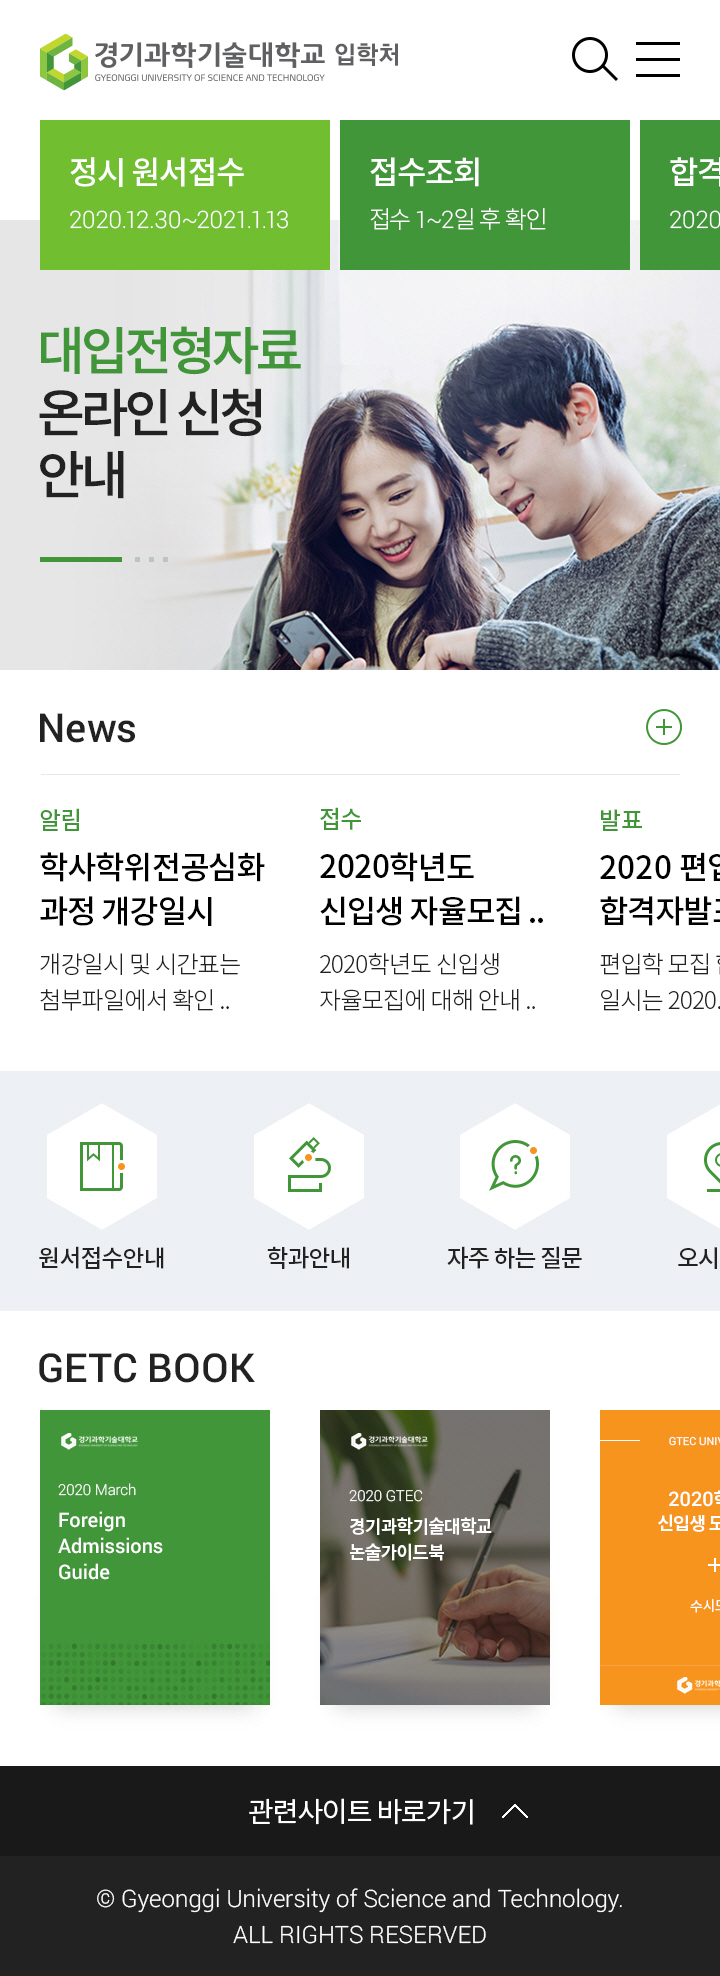 경기과학기술대학교 입학처
GYEONGGI UNIVERSITY OF SCIENCE AND TECHNOLOGY
정시 원서접수
2020.12.30~2021.1.13
접수조회
접수 1~2일 후 확인
합격
2020
대입전형자료
온라인 신청
안내
News
알림
학사학위전공심화
과정 개강일시
개강일시 및 시간표는
첨부파일에서 확인 ..
접수
2020학년도
신입생 자율모집 ..
2020학년도 신입생
자율모집에 대해 안내 ..
발표
2020 편입
합격자발표
편입학 모집
일시는 2020.
원서접수안내
학과안내
자주 하는 질문
오시
GETC BOOK
경기과학기술대학교
2020 March
Foreign
Admissions
Guide
경기과학기술대학교
2020 GTEC
경기과학기술대학교
논술가이드북
GTEC UNIV
2020학
신입생 모
수시모
경기과학
관련사이트 바로가기
© Gyeonggi University of Science and Technology.
ALL RIGHTS RESERVED